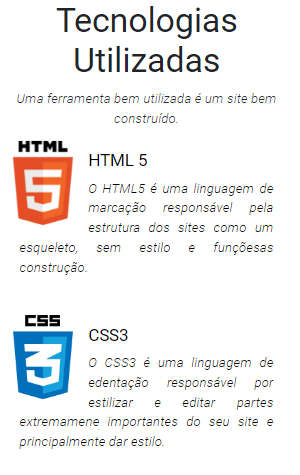 Tecnologias
Utilizadas
Uma ferramenta bem utilizada é um site bem
construído.
HTML
5
HTML 5
O HTML5 é uma linguagem de
marcação responsável pela
estrutura dos sites como um
esqueleto, sem estilo e funçõesas
construção.
CSS
3
CSS3
O CSS3 é uma linguagem de
edentação responsável por
estilizar e editar partes
extremamene importantes do seu site e
principalmente dar estilo.